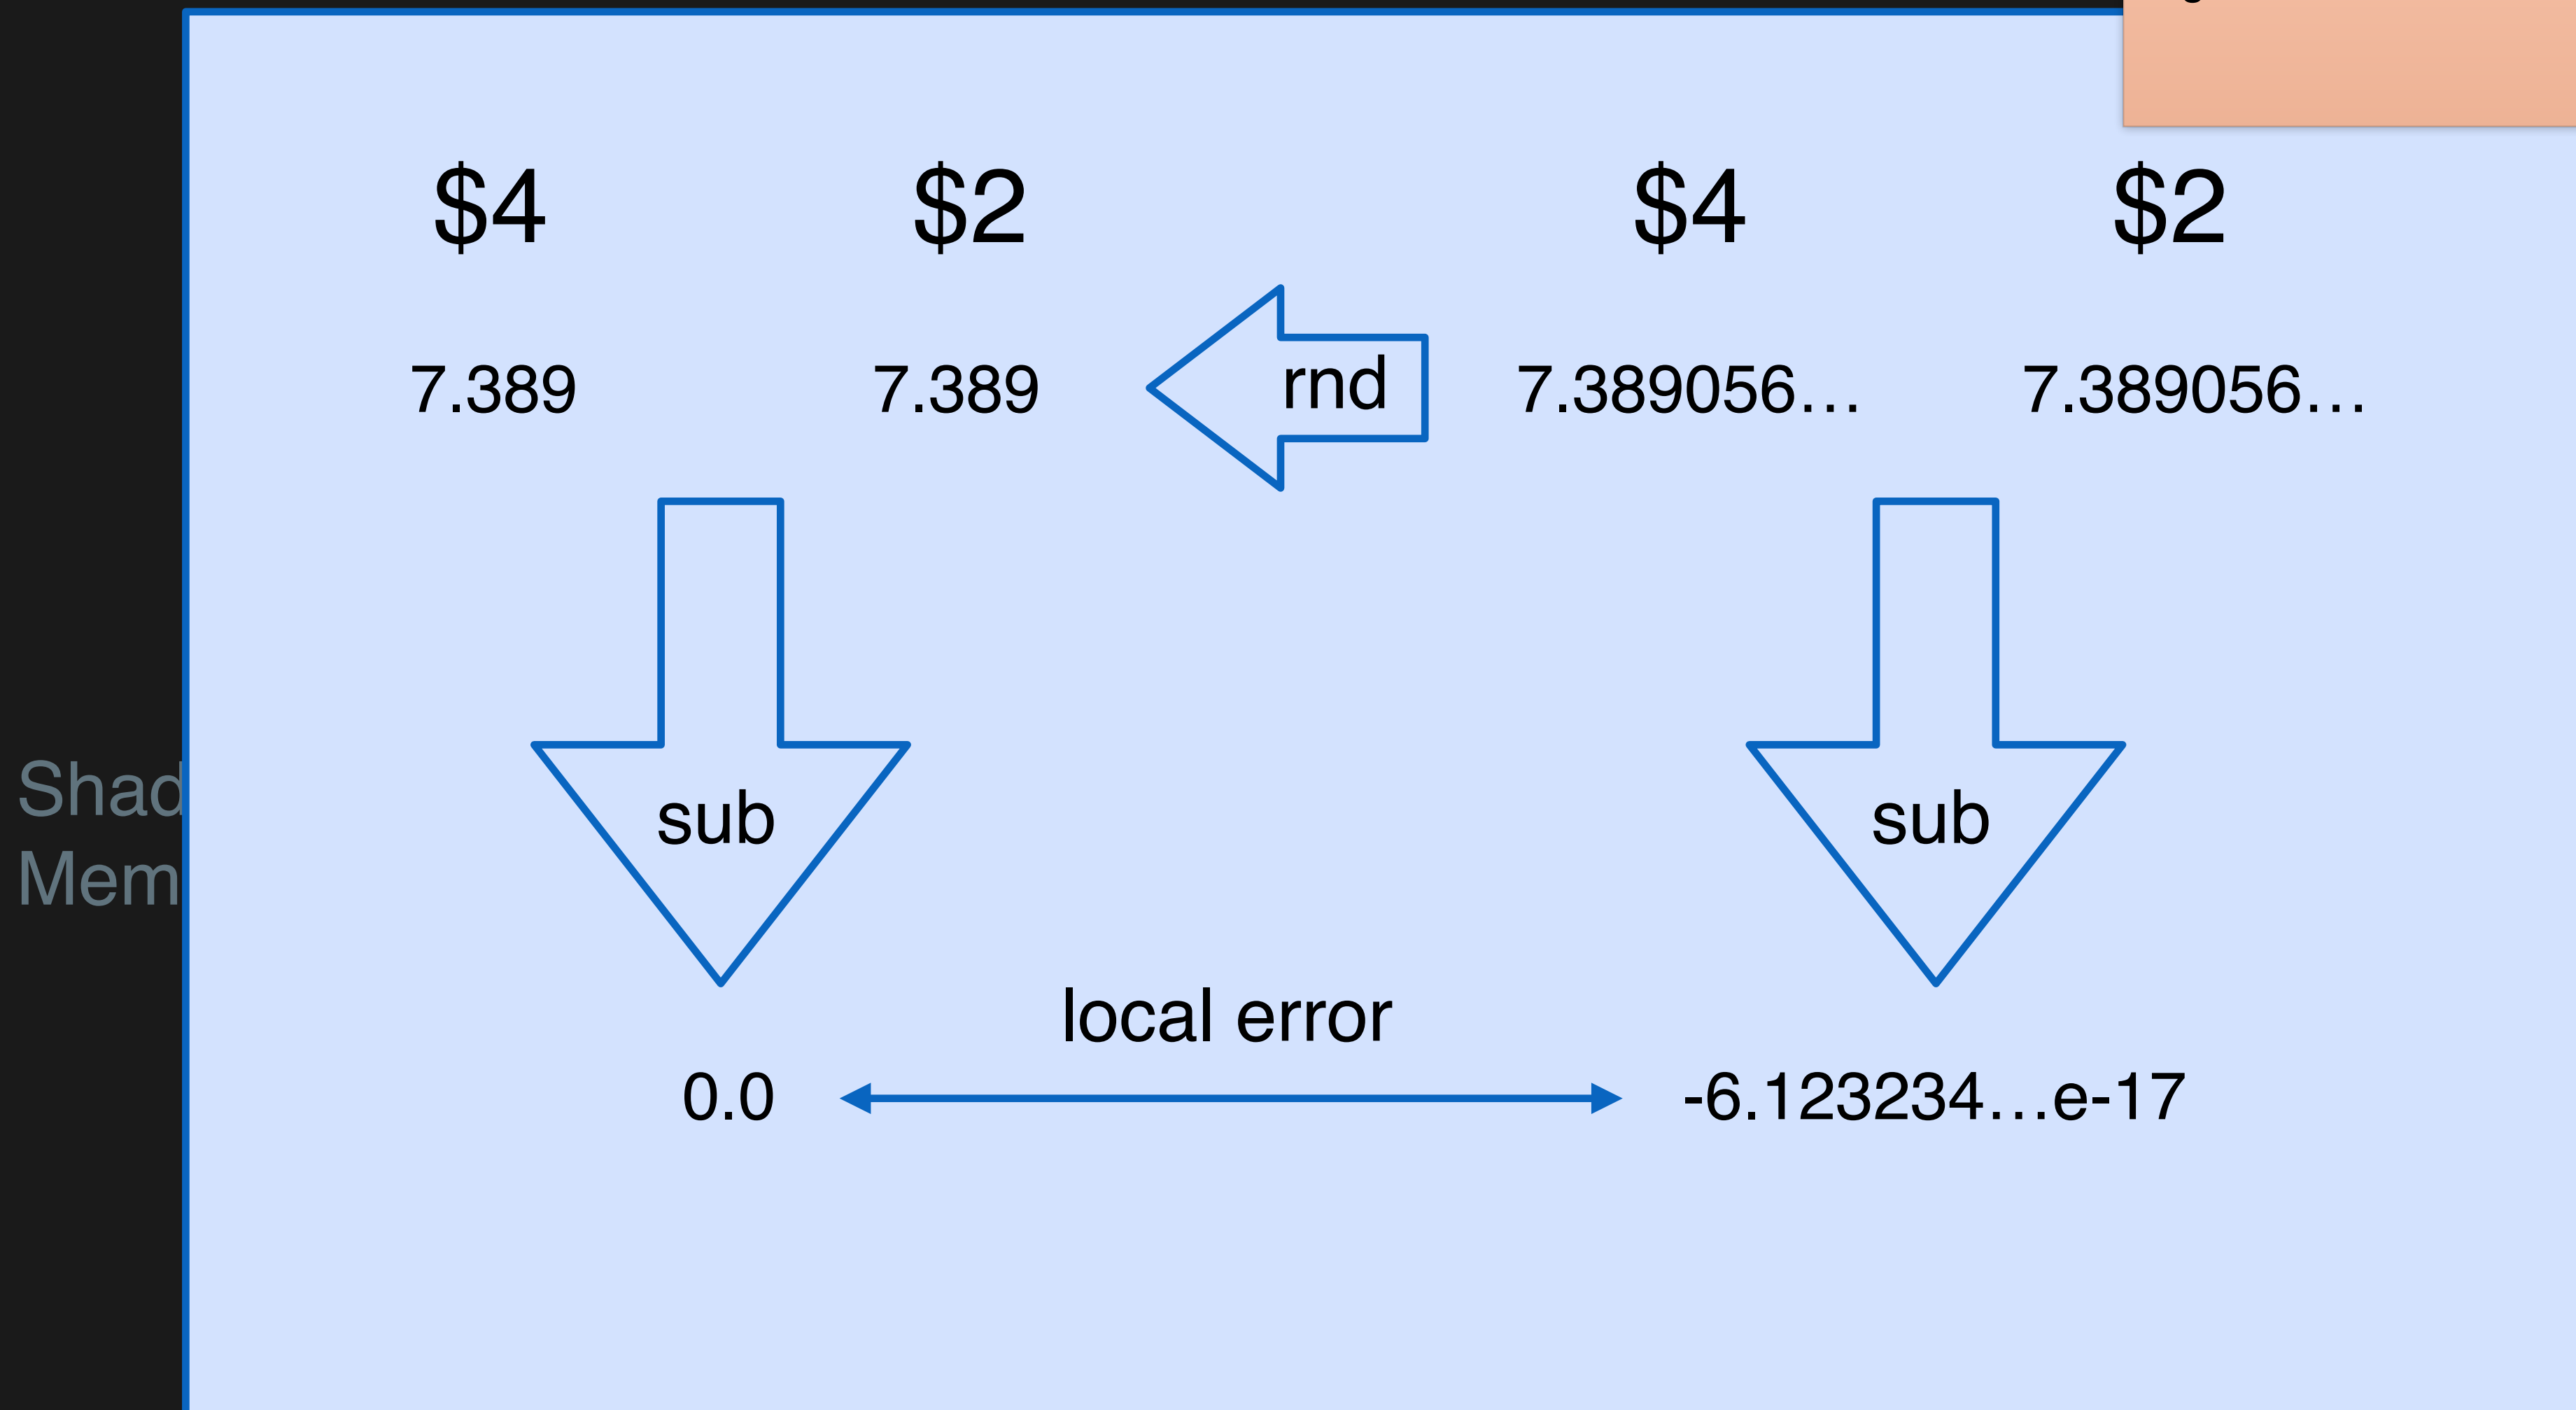 $4 $2 $4 $2
7.389 7.389 rnd 7.389056… 7.389056…
Shad
Mem
sub sub
local error
0.0 -6.123234…e-17